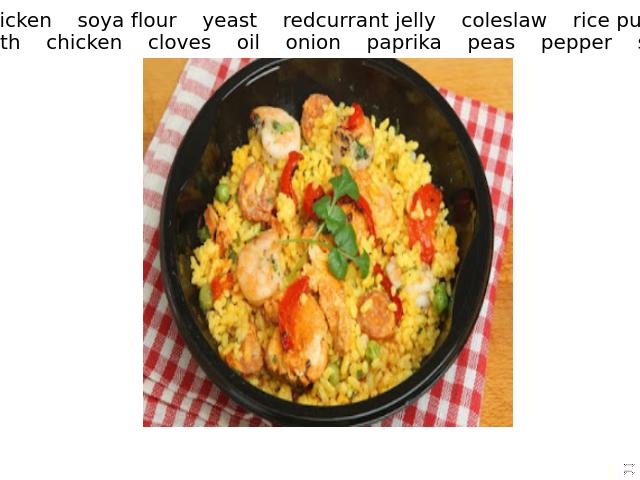 icken soya flour yeast redcurrant jelly coleslaw rice pu
th chicken cloves oil onion paprika peas pepper